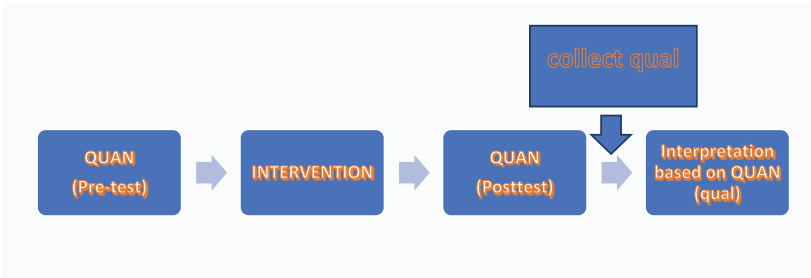 collect qual
QUAN
(Pre-test)
INTERVENTION
QUAN
(Posttest)
Interpretation
based on QUAN
(qual)